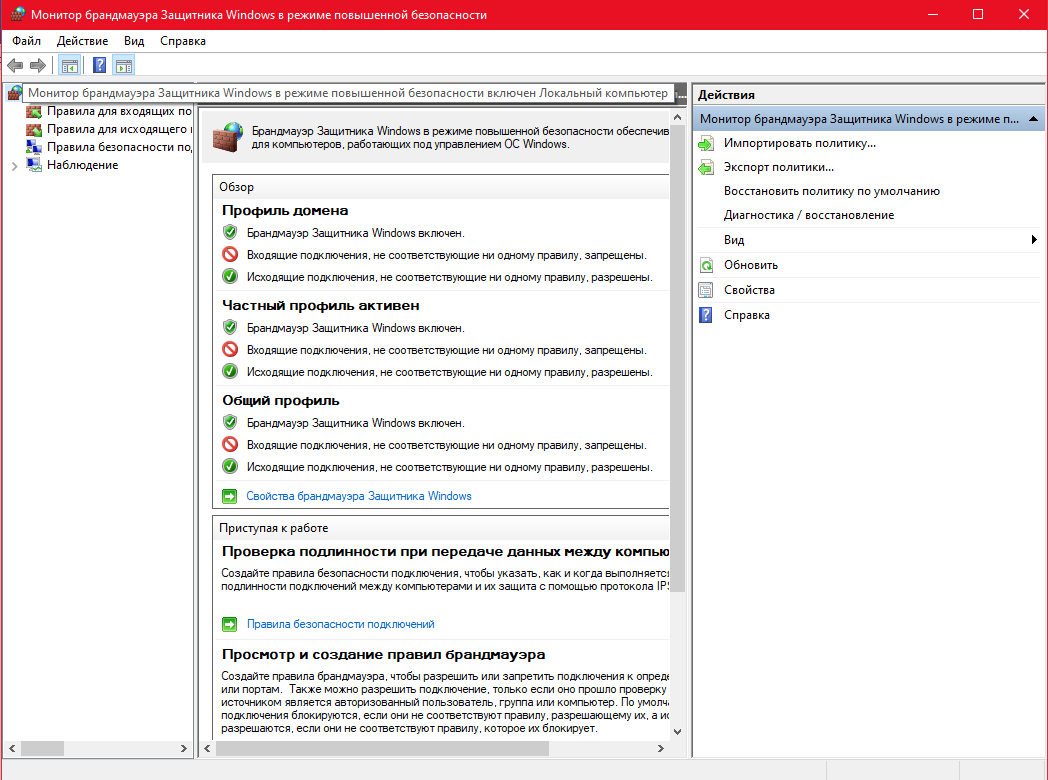 Монитор брандмауэра Защитника Windows в режиме повышенной безопасности
Файл Действие Вид Справка
Монитор брандмауэра Защитника Windows в режиме повышенной безопасности включен Локальный компьютер
Правила для входящих по
Правила для исходящего
Правила безопасности по
Наблюдение
Брандмауэр Защитника Windows в режиме повышенной безопасности обеспечив
для компьютеров, работающих под управлением ОС Windows.
Обзор
Профиль домена
Брандмауэр Защитника Windows включен.
Входящие подключения, не соответствующие ни одному правилу, запрещены.
Исходящие подключения, не соответствующие ни одному правилу, разрешены.
Частный профиль активен
Брандмауэр Защитника Windows включен.
Входящие подключения, не соответствующие ни одному правилу, запрещены.
Исходящие подключения, не соответствующие ни одному правилу, разрешены.
Общий профиль
Брандмауэр Защитника Windows включен.
Входящие подключения, не соответствующие ни одному правилу, запрещены.
Исходящие подключения, не соответствующие ни одному правилу, разрешены.
Свойства брандмауэра Защитника Windows
Приступая к работе
Проверка подлинности при передаче данных между компью
Создайте правила безопасности подключения, чтобы указать, как и когда выполняется
подлинности подключений между компьютерами и их защита с помощью протокола IPS
Правила безопасности подключений
Просмотр и создание правил брандмауэра
Создайте правила брандмауэра, чтобы разрешить или запретить подключения к опреде
или портам. Также можно разрешить подключение, только если оно прошло проверку
источником является авторизованный пользователь, группа или компьютер. По умолча
подключения блокируются, если они не соответствуют правилу, разрешающему их, а ис
разрешаются, если они не соответствуют правилу, которое их блокирует.
Действия
Монитор брандмауэра Защитника Windows в режиме п...
Импортировать политику...
Экспорт политики...
Восстановить политику по умолчанию
Диагностика / восстановление
Вид
Обновить
Свойства
Справка